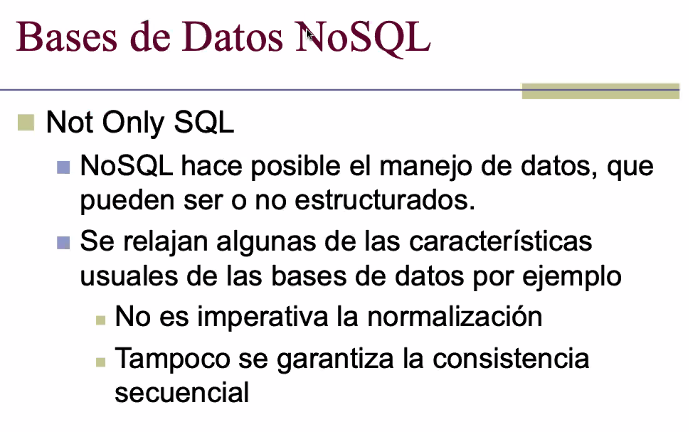 Bases de Datos NoSQL
Not Only SQL
NoSQL hace posible el manejo de datos, que
pueden ser o no estructurados.
Se relajan algunas de las características
usuales de las bases de datos por ejemplo
No es imperativa la normalización
Tampoco se garantiza la consistencia
secuencial